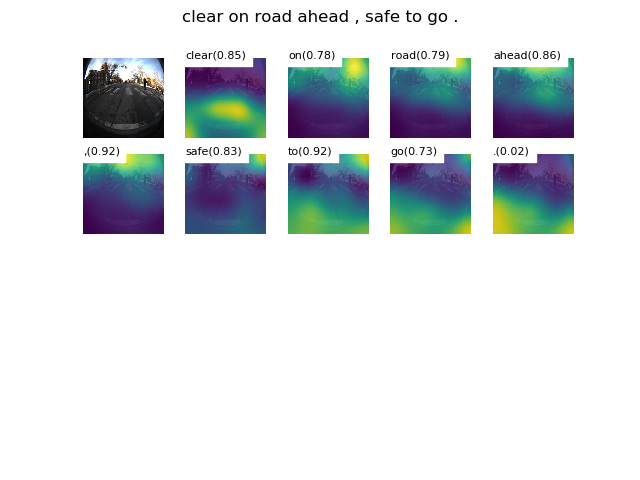 clear on road ahead , safe to go .
clear(0.85) on(0.78) road(0.79) ahead(0.86)
,(0.92) safe(0.83) to(0.92) go(0.73) .(0.02)